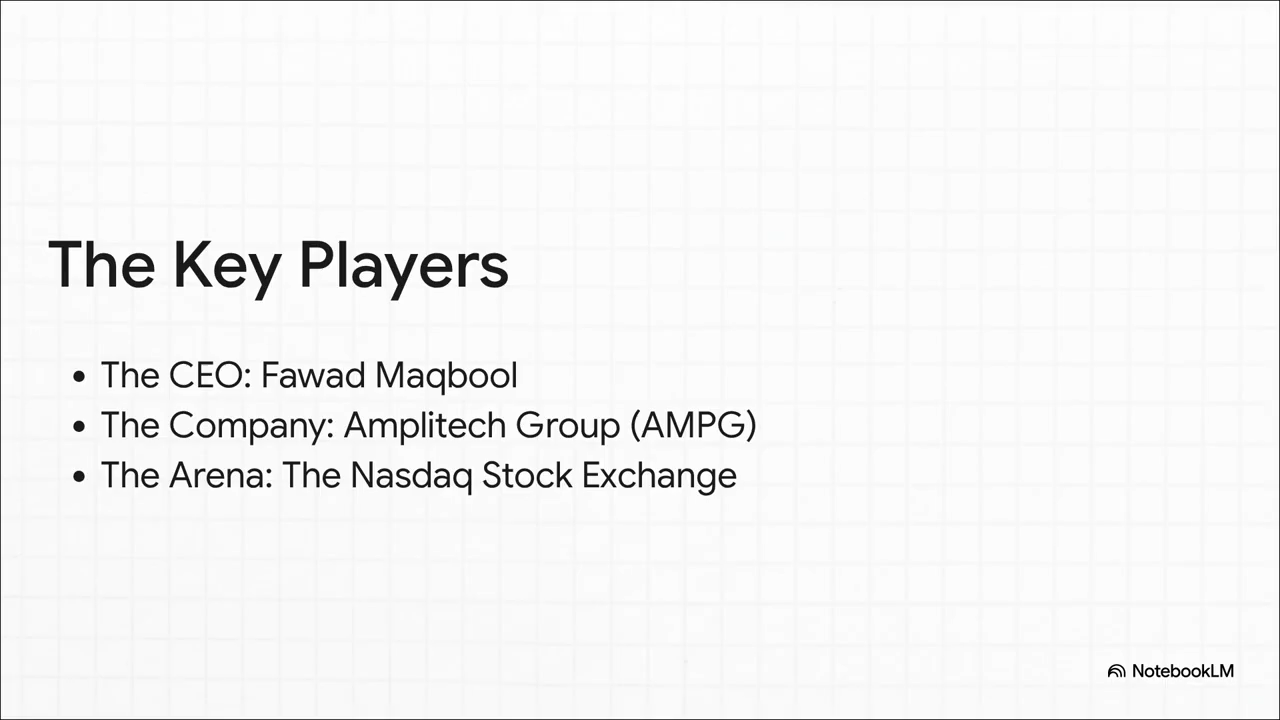 The Key Players
• The CEO: Fawad Maqbool
• The Company: Amplitech Group (AMPG)
• The Arena: The Nasdaq Stock Exchange
NotebookLM